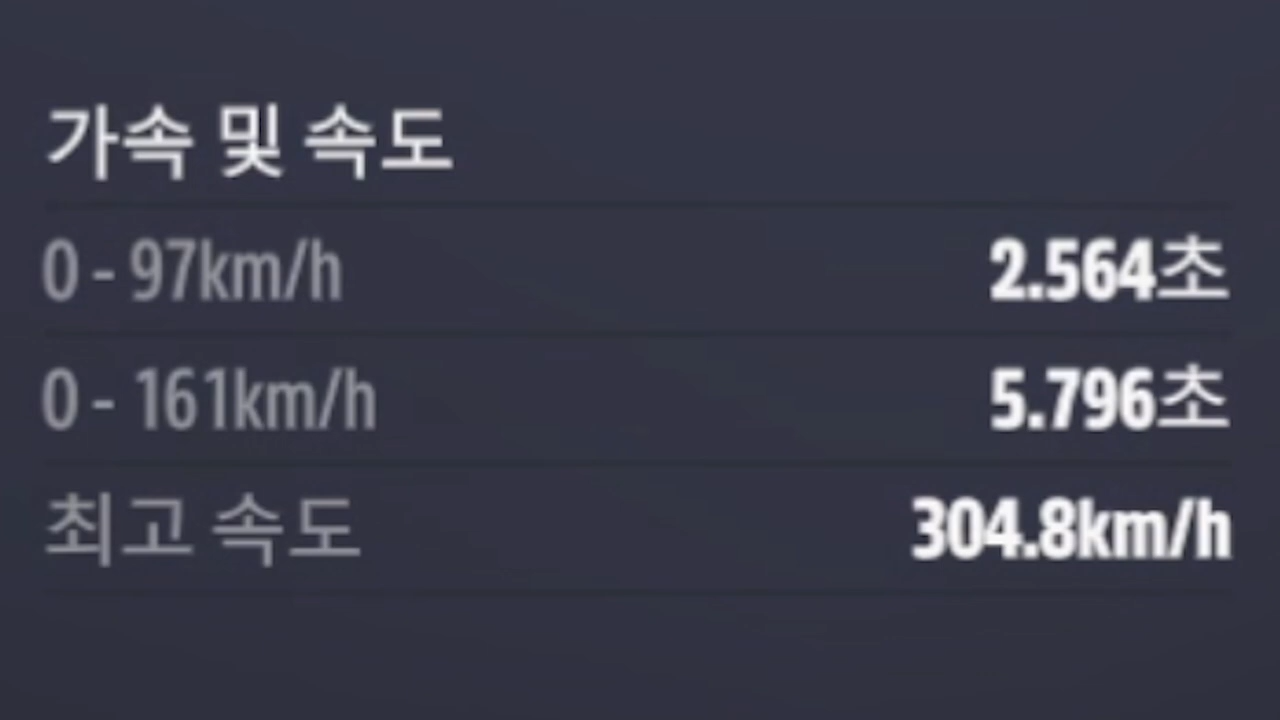 가속 및 속도
0 - 97km/h 2.564초
0 - 161km/h 5.796초
최고 속도 304.8km/h